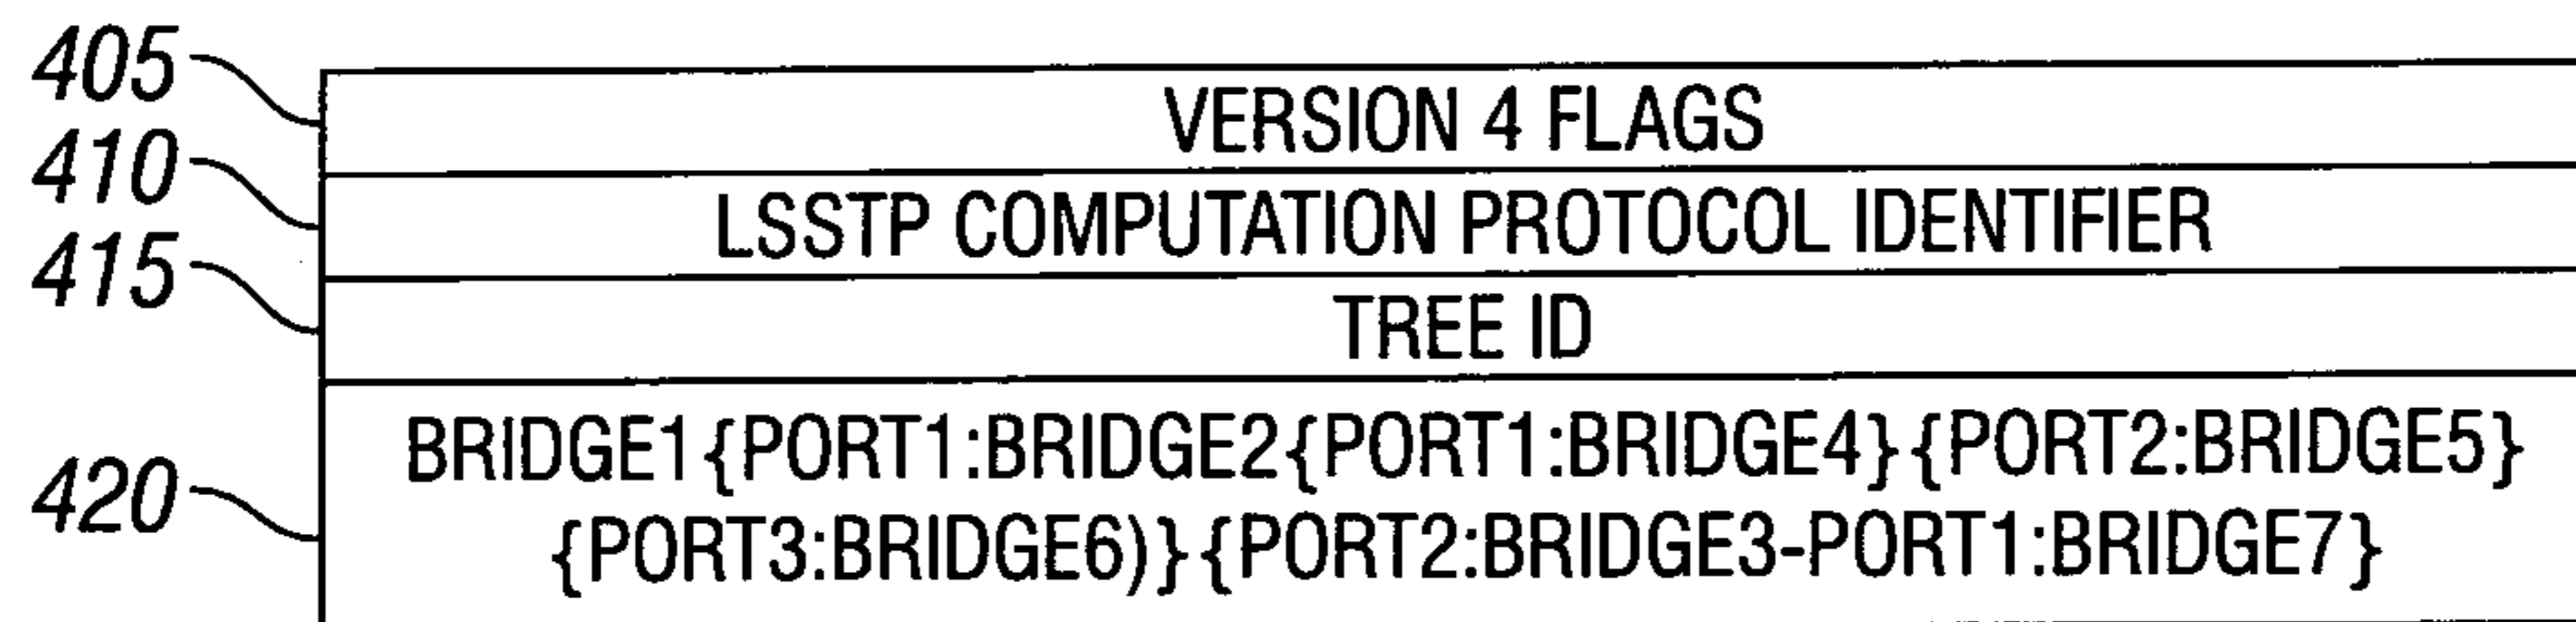 405
VERSION 4 FLAGS
410
LSSTP COMPUTATION PROTOCOL IDENTIFIER
415
TREE ID
420
BRIDGE1{PORT1:BRIDGE2{PORT1:BRIDGE4}{PORT2:BRIDGE5}
{PORT3:BRIDGE6)}{PORT2:BRIDGE3-PORT1:BRIDGE7}